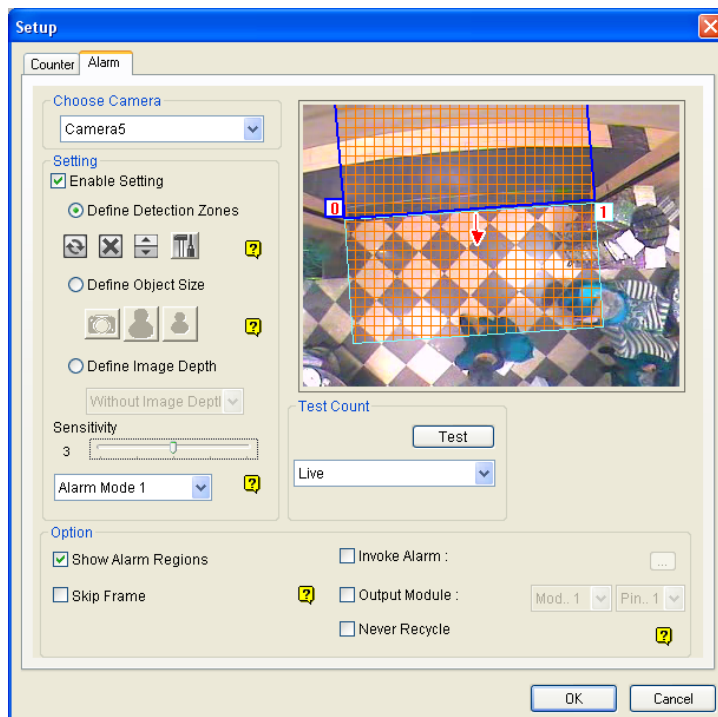 Setup
Counter
Alarm
Choose Camera
Camera5
Setting
Enable Setting
Define Detection Zones
?
Define Object Size
?
Define Image Depth
Without Image Dept
Sensitivity
3
Alarm Mode 1
?
0
1
Test Count
Test
Live
Option
Show Alarm Regions
Invoke Alarm :
...
Skip Frame
?
Output Module :
Mod.. 1
Pin.. 1
Never Recycle
?
OK
Cancel